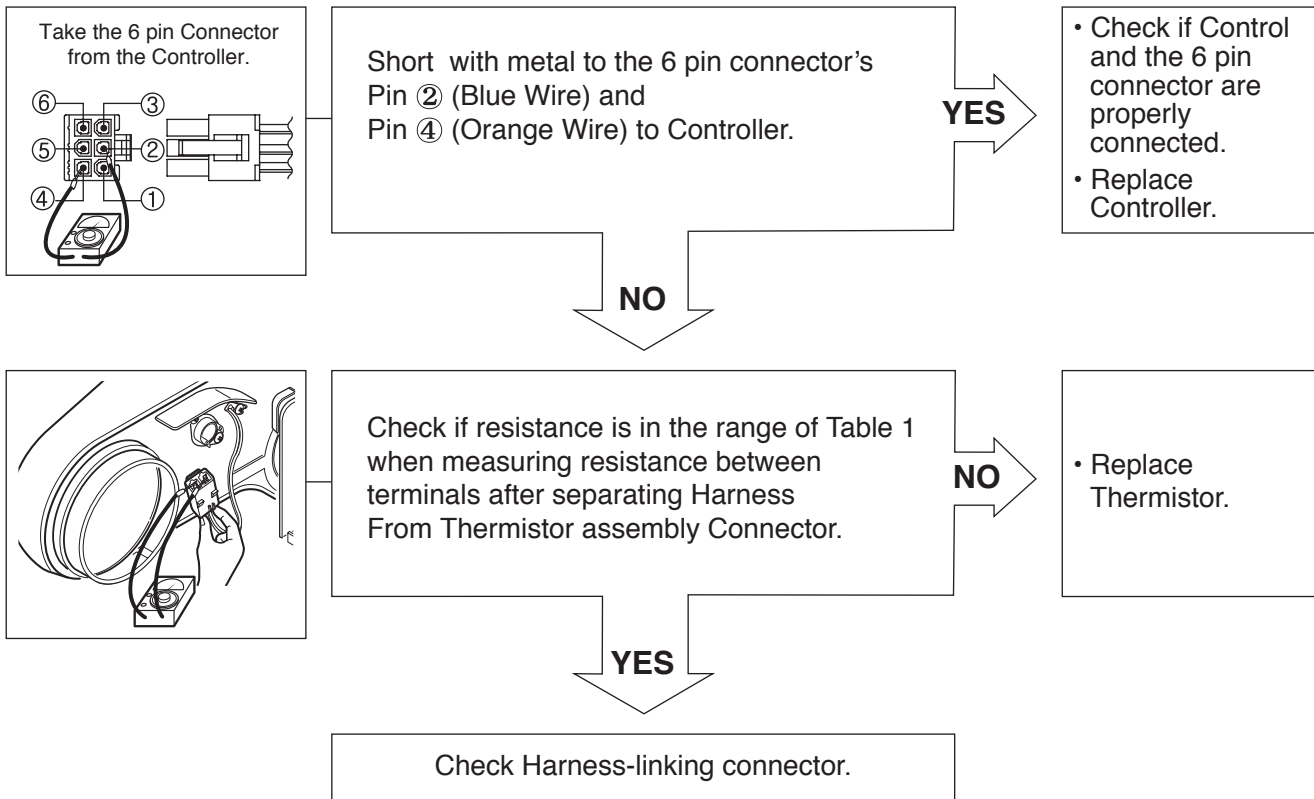 Take the 6 pin Connector
from the Controller.
⑥
③
⑤
②
④
①
Short with metal to the 6 pin connector's
Pin ② (Blue Wire) and
Pin ④ (Orange Wire) to Controller.
YES
• Check if Control
and the 6 pin
connector are
properly
connected.
• Replace
Controller.
NO
Check if resistance is in the range of Table 1
when measuring resistance between
terminals after separating Harness
From Thermistor assembly Connector.
NO
• Replace
Thermistor.
YES
Check Harness-linking connector.